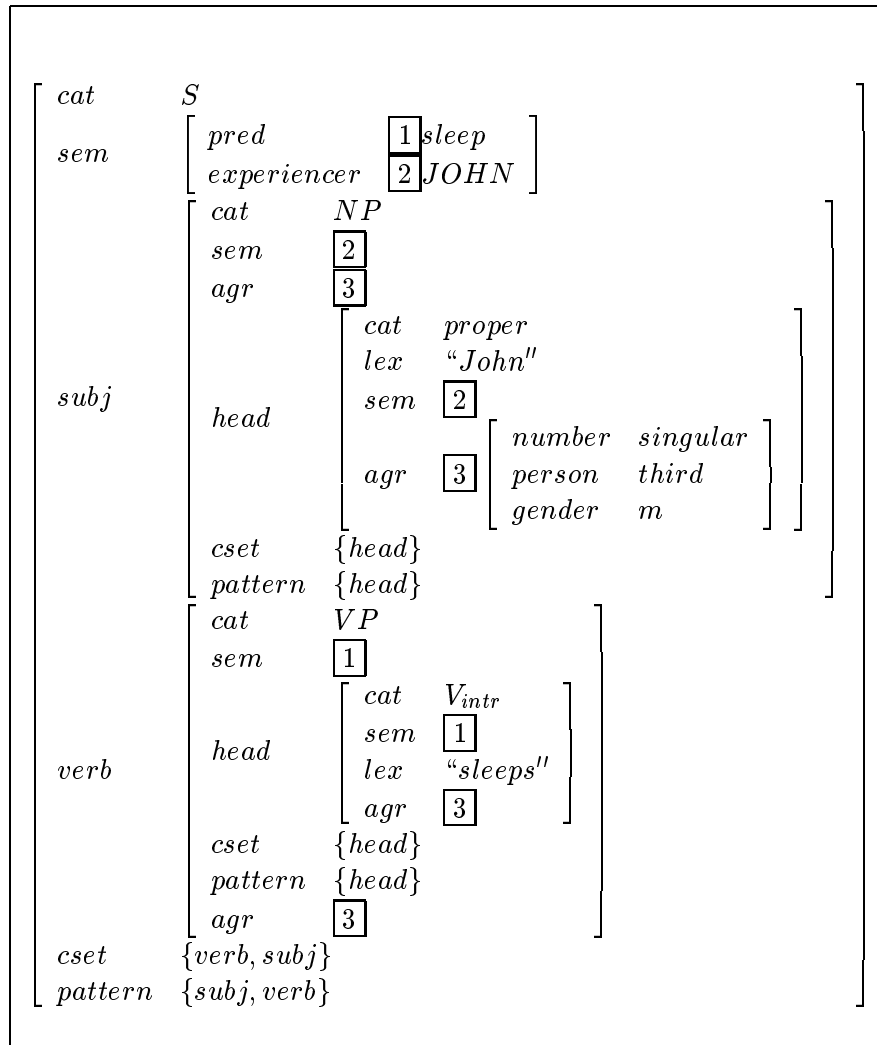 cat S
sem pred 1 sleep
experiencer 2 JOHN
subj cat NP
sem 2
agr 3
head cat proper
lex “John″
sem 2
agr 3 number singular
person third
gender m
cset {head}
pattern {head}
verb cat VP
sem 1
head cat V_intr
sem 1
lex “sleeps″
agr 3
cset {head}
pattern {head}
agr 3
cset {verb, subj}
pattern {subj, verb}